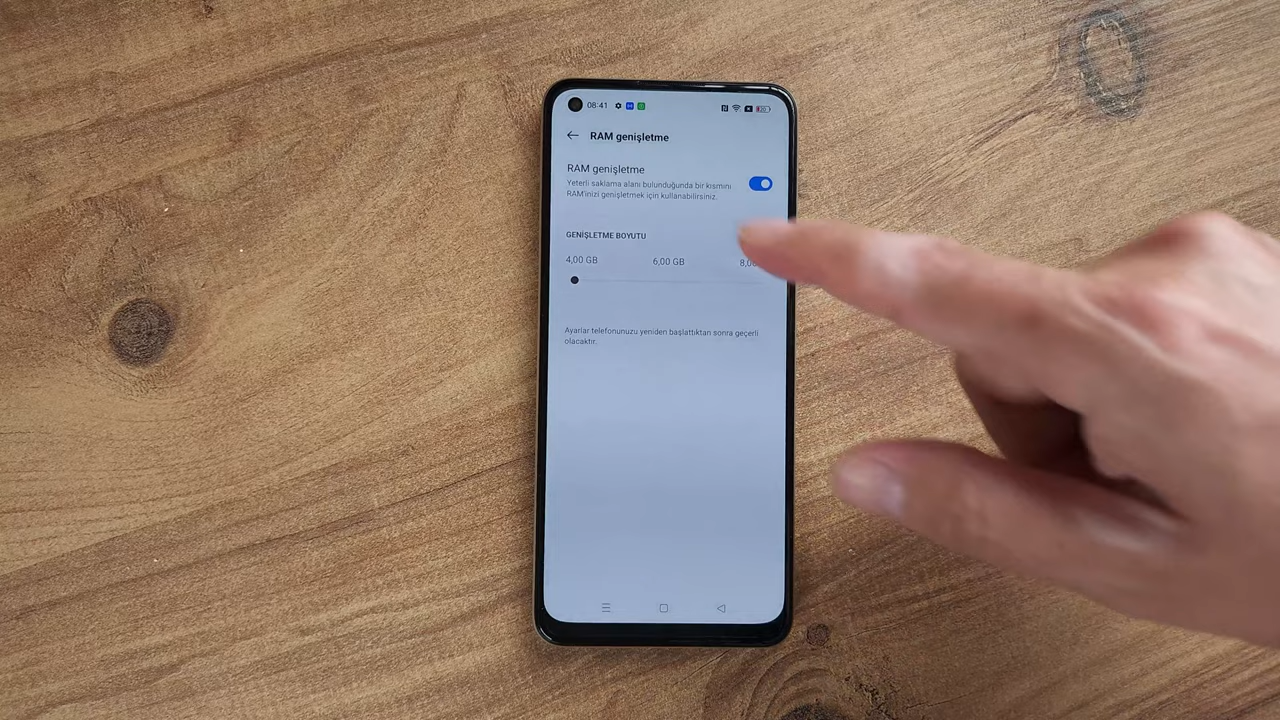 08:41
RAM genişletme
RAM genişletme
Yeterli saklama alanı bulunduğunda bir kısmını
RAM'inizi genişletmek için kullanabilirsiniz.
GENİŞLETME BOYUTU
4,00 GB 6,00 GB
Ayarlar telefonunuzu yeniden başlattıktan sonra geçerli
olacaktır.